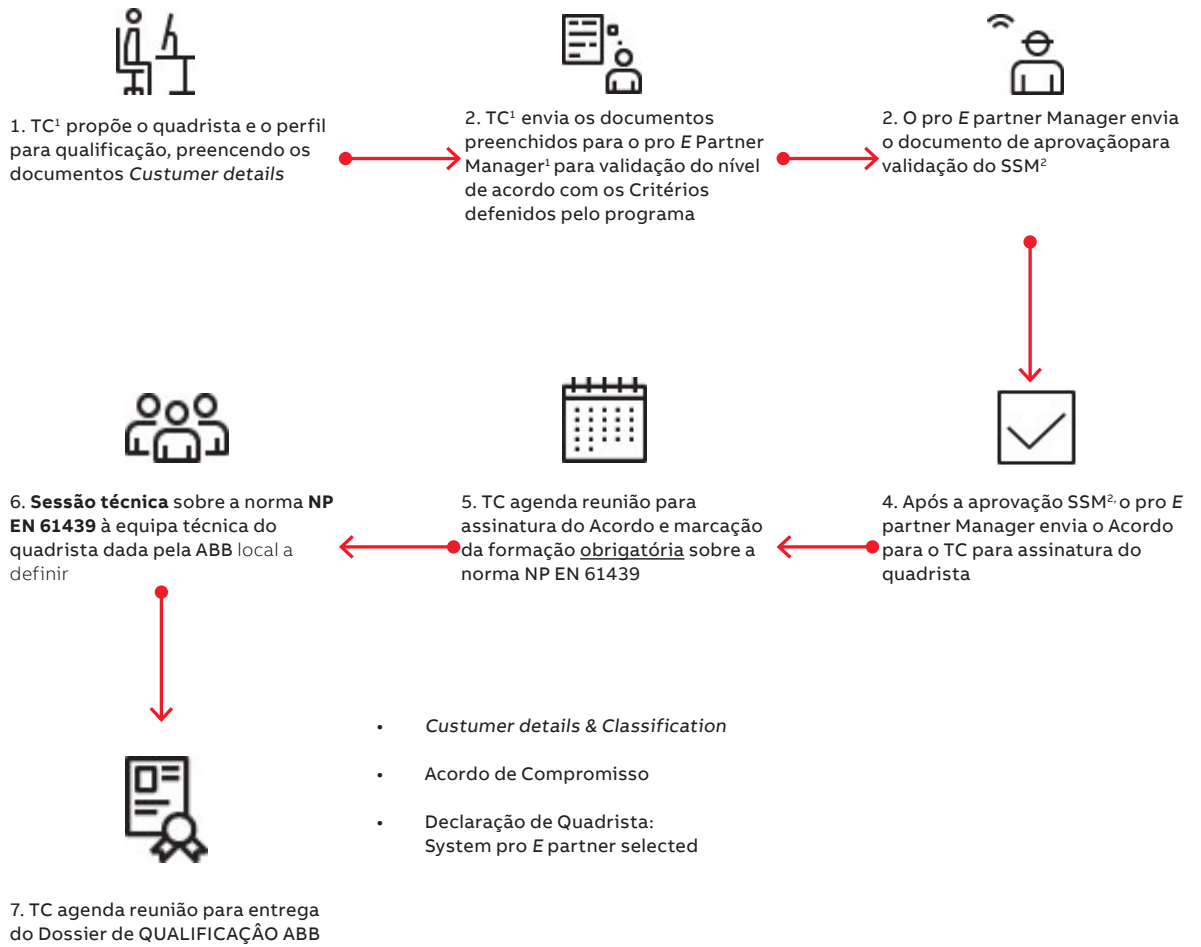 1. TC¹ propõe o quadrista e o perfil
para qualificação, preencendo os
documentos Custumer details
2. TC¹ envia os documentos
preenchidos para o pro E Partner
Manager¹ para validação do nível
de acordo com os Critérios
defenidos pelo programa
2. O pro E partner Manager envia
o documento de aprovaçãopara
validação do SSM²
4. Após a aprovação SSM²,o pro E
partner Manager envia o Acordo
para o TC para assinatura do
quadrista
5. TC agenda reunião para
assinatura do Acordo e marcação
da formação obrigatória sobre a
norma NP EN 61439
6. Sessão técnica sobre a norma NP
EN 61439 à equipa técnica do
quadrista dada pela ABB local a
definir
• Custumer details & Classification
• Acordo de Compromisso
• Declaração de Quadrista:
System pro E partner selected
7. TC agenda reunião para entrega
do Dossier de QUALIFICAÇÂO ABB